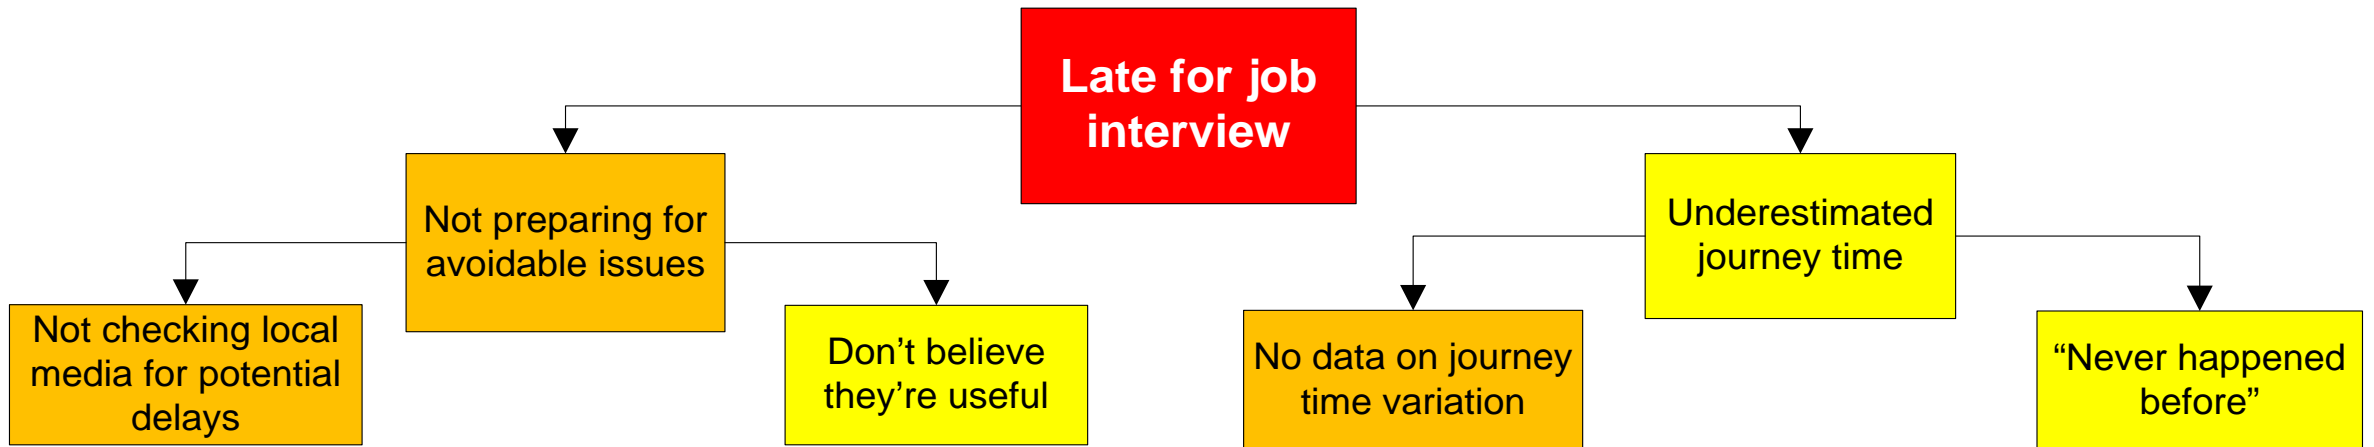 Late for job
interview
Not preparing for
avoidable issues
Underestimated
journey time
Not checking local
media for potential
delays
Don’t believe
they’re useful
No data on journey
time variation
“Never happened
before”